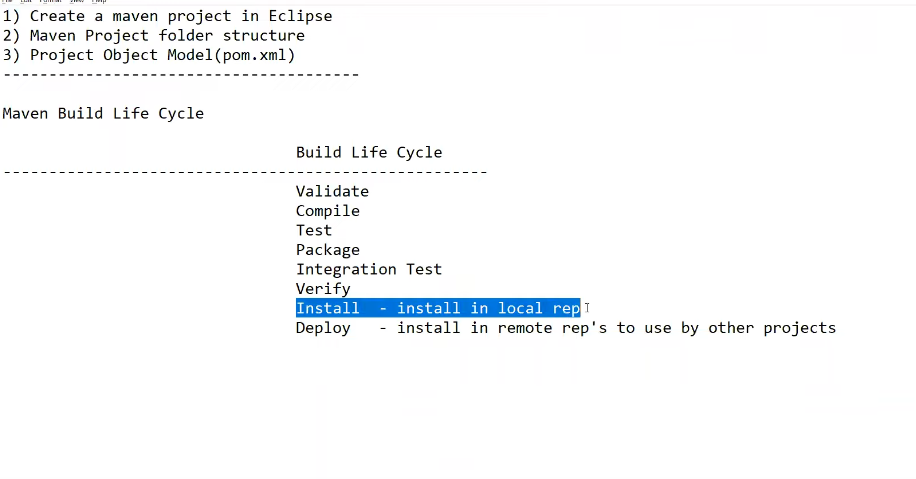 1) Create a maven project in Eclipse
2) Maven Project folder structure
3) Project Object Model(pom.xml)
---------------------------------------
Maven Build Life Cycle
Build Life Cycle
-----------------------------------------------------
Validate
Compile
Test
Package
Integration Test
Verify
Install - install in local rep
Deploy - install in remote rep's to use by other projects